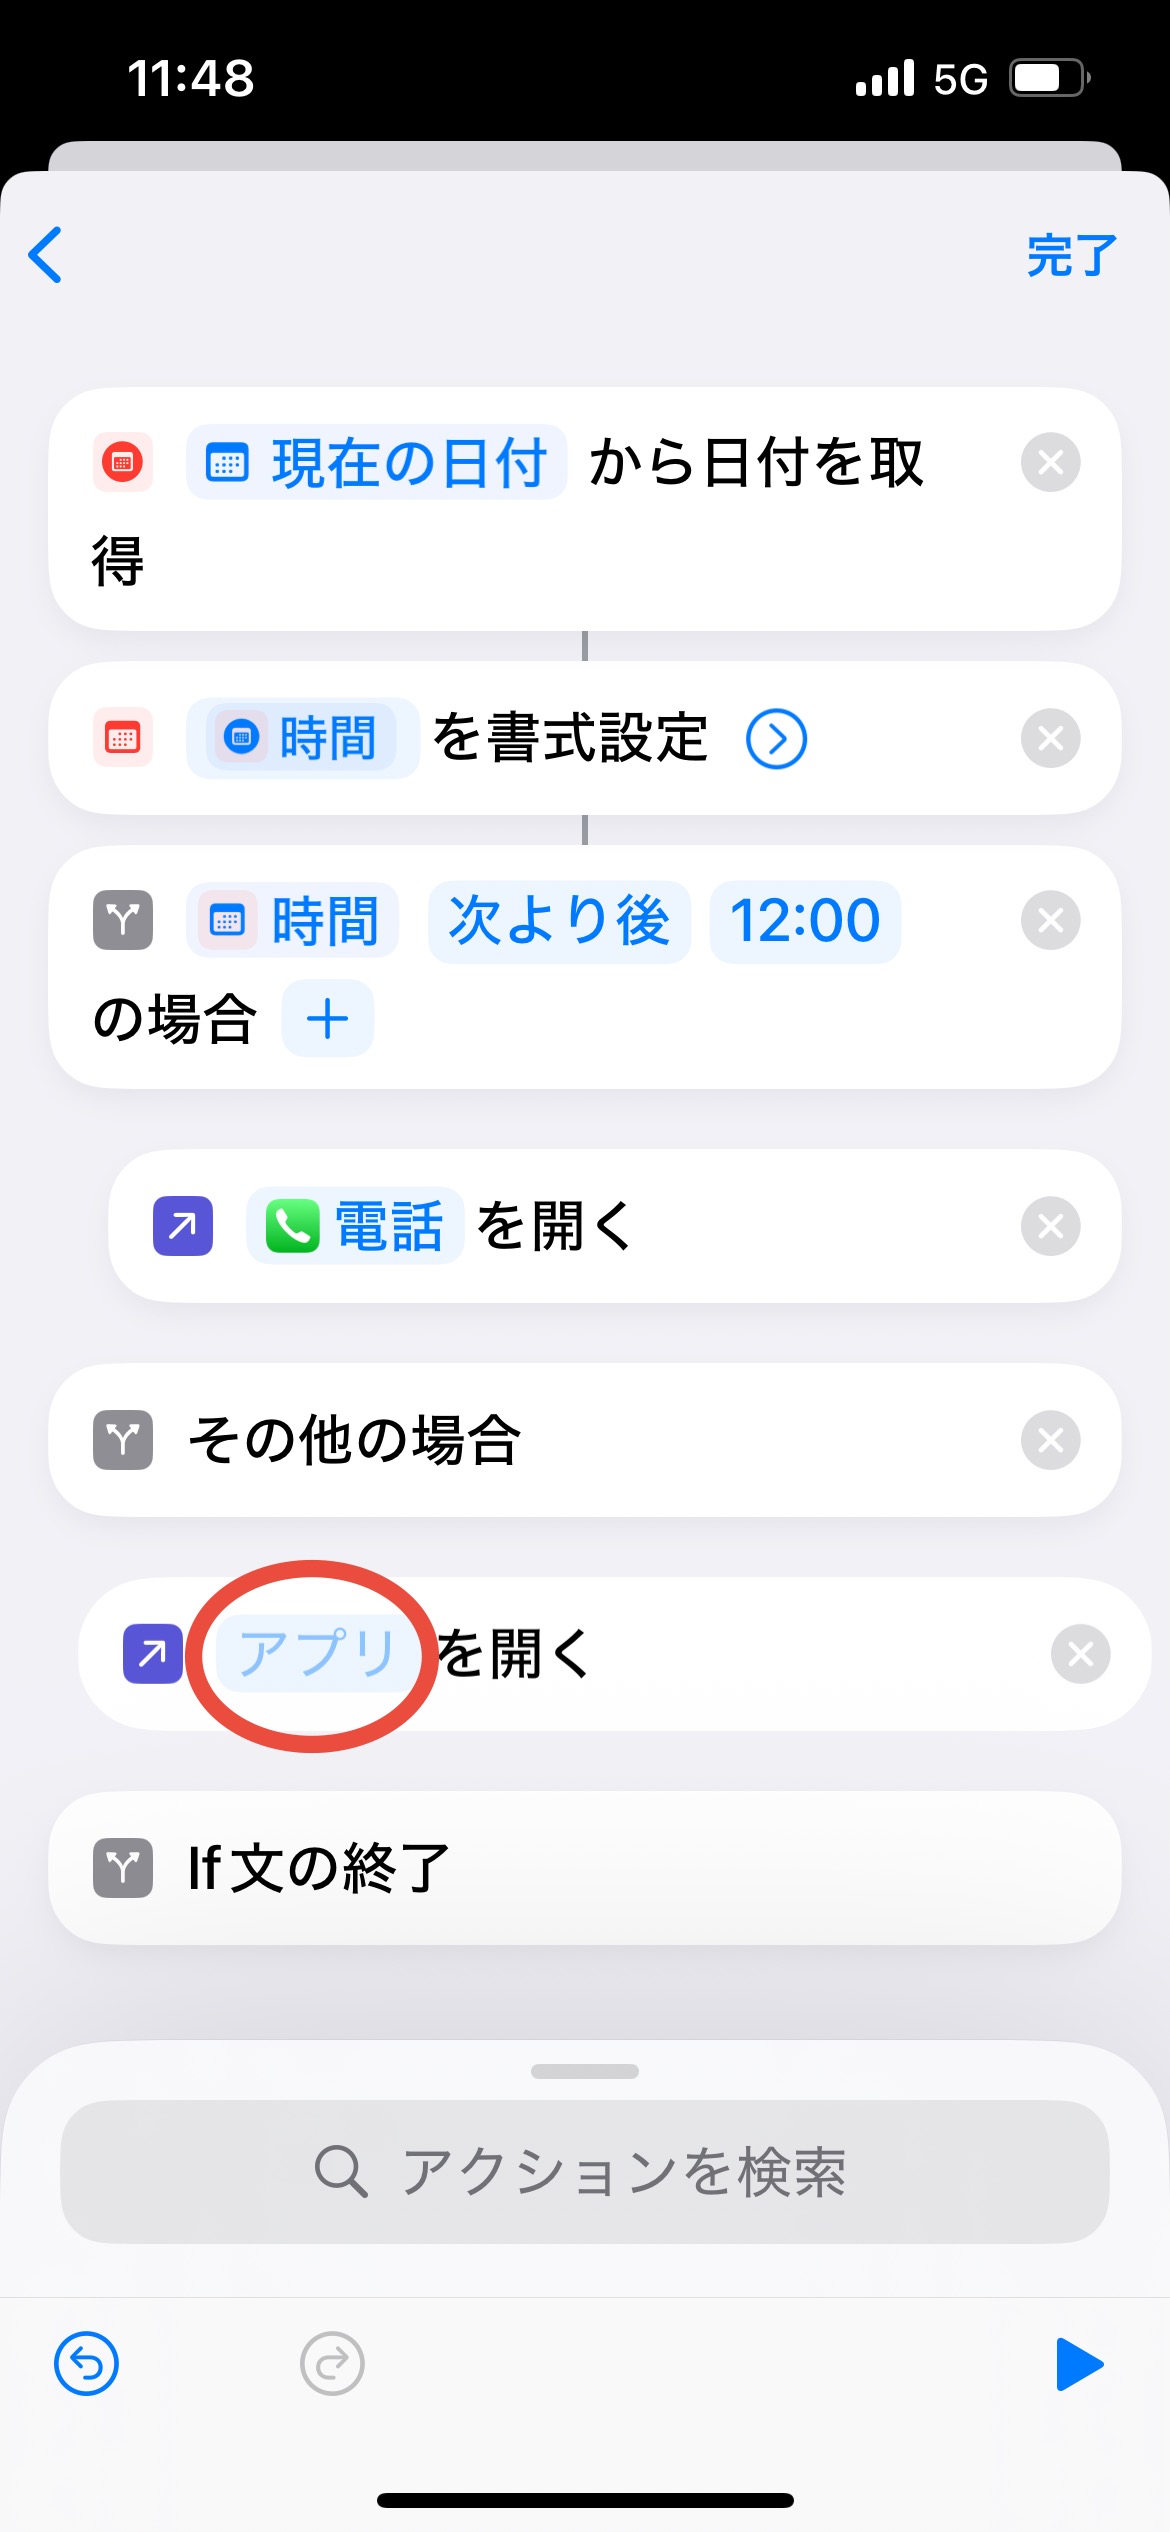 11:48 5G
完了
現在の日付 から日付を取
得
時間 を書式設定
時間 次より後 12:00
の場合
電話 を開く
その他の場合
アプリ を開く
If文の終了
アクションを検索